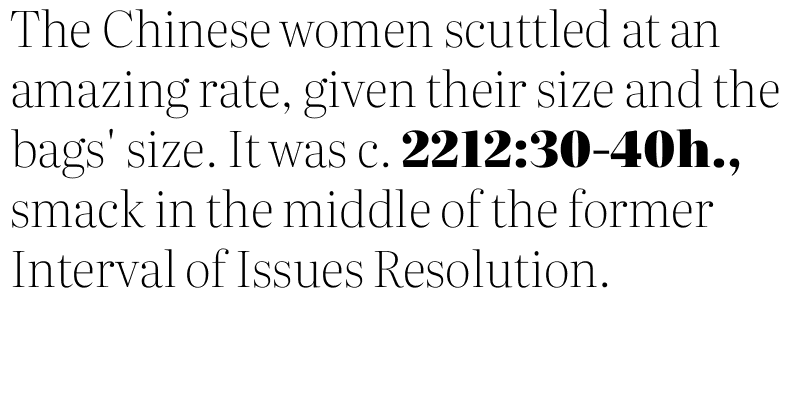 The Chinese women scuttled at an
amazing rate, given their size and the
bags' size. It was c. 2212:30-40h.,
smack in the middle of the former
Interval of Issues Resolution.